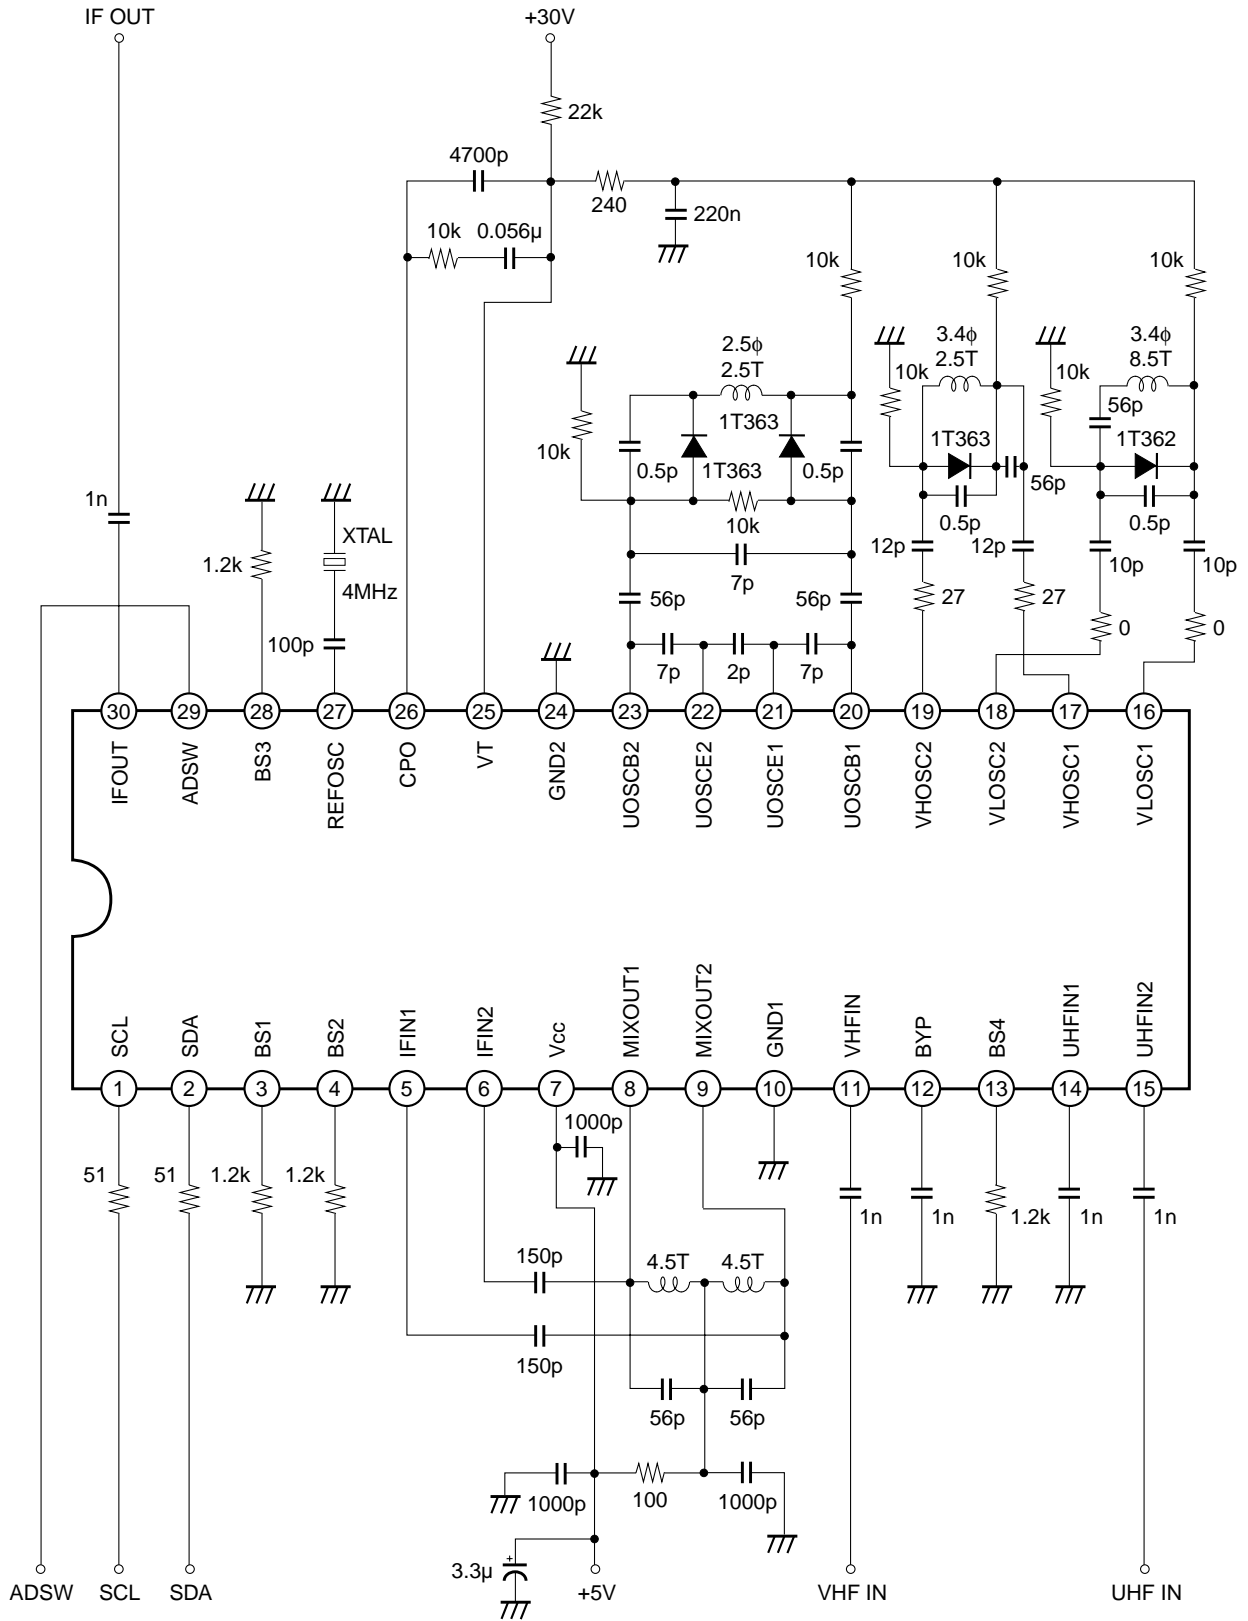 IF OUT
+30V
22k
4700p
240
220n
10k
0.056μ
10k
10k
10k
2.5ϕ
2.5T
3.4ϕ
2.5T
3.4ϕ
8.5T
10k
10k
56p
10k
1T363
1T363
1T362
0.5p
1T363
0.5p
56p
1n
10k
0.5p
0.5p
XTAL
1.2k
4MHz
7p
12p
12p
10p
10p
56p
56p
27
27
0
0
100p
7p
2p
7p
30
29
28
27
26
25
24
23
22
21
20
19
18
17
16
IFOUT
ADSW
BS3
REFOSC
CPO
VT
GND2
UOSCB2
UOSCE2
UOSCE1
UOSCB1
VHOSC2
VLOSC2
VHOSC1
VLOSC1
SCL
SDA
BS1
BS2
IFIN1
IFIN2
Vcc
MIXOUT1
MIXOUT2
GND1
VHFIN
BYP
BS4
UHFIN1
UHFIN2
1
2
3
4
5
6
7
8
9
10
11
12
13
14
15
1000p
51
51
1.2k
1.2k
1n
1n
1.2k
1n
1n
150p
4.5T
4.5T
150p
56p
56p
1000p
100
1000p
3.3μ
+
ADSW
SCL
SDA
+5V
VHF IN
UHF IN